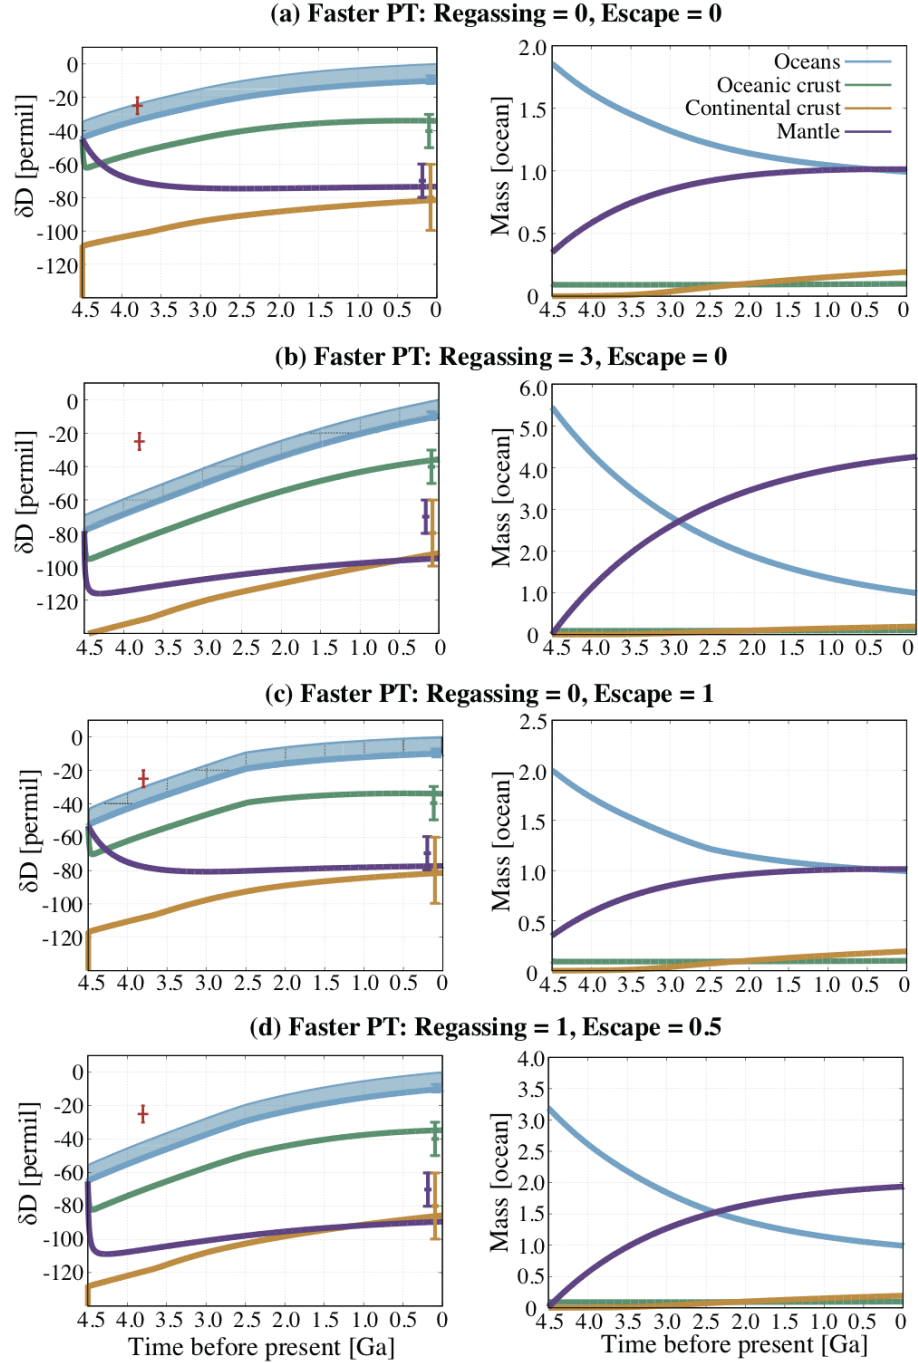 (a) Faster PT: Regassing = 0, Escape = 0
δD [permil]
0
-20
-40
-60
-80
-100
-120
4.5 4.0 3.5 3.0 2.5 2.0 1.5 1.0 0.5 0
Mass [ocean]
2.0
1.5
1.0
0.5
0
4.5 4.0 3.5 3.0 2.5 2.0 1.5 1.0 0
Oceans
Oceanic crust
Continental crust
Mantle
(b) Faster PT: Regassing = 3, Escape = 0
δD [permil]
0
-20
-40
-60
-80
-100
-120
4.5 4.0 3.5 3.0 2.5 2.0 1.5 1.0 0.5 0
Mass [ocean]
6.0
5.0
4.0
3.0
2.0
1.0
0
4.5 4.0 3.5 3.0 2.5 2.0 1.5 1.0 0
(c) Faster PT: Regassing = 0, Escape = 1
δD [permil]
0
-20
-40
-60
-80
-100
-120
4.5 4.0 3.5 3.0 2.5 2.0 1.5 1.0 0.5 0
Mass [ocean]
2.5
2.0
1.5
1.0
0.5
0
4.5 4.0 3.5 3.0 2.5 2.0 1.5 1.0 0
(d) Faster PT: Regassing = 1, Escape = 0.5
δD [permil]
0
-20
-40
-60
-80
-100
-120
4.5 4.0 3.5 3.0 2.5 2.0 1.5 1.0 0.5 0
Time before present [Ga]
Mass [ocean]
4.0
3.5
3.0
2.5
2.0
1.5
1.0
0.5
0
4.5 4.0 3.5 3.0 2.5 2.0 1.5 1.0 0
Time before present [Ga]